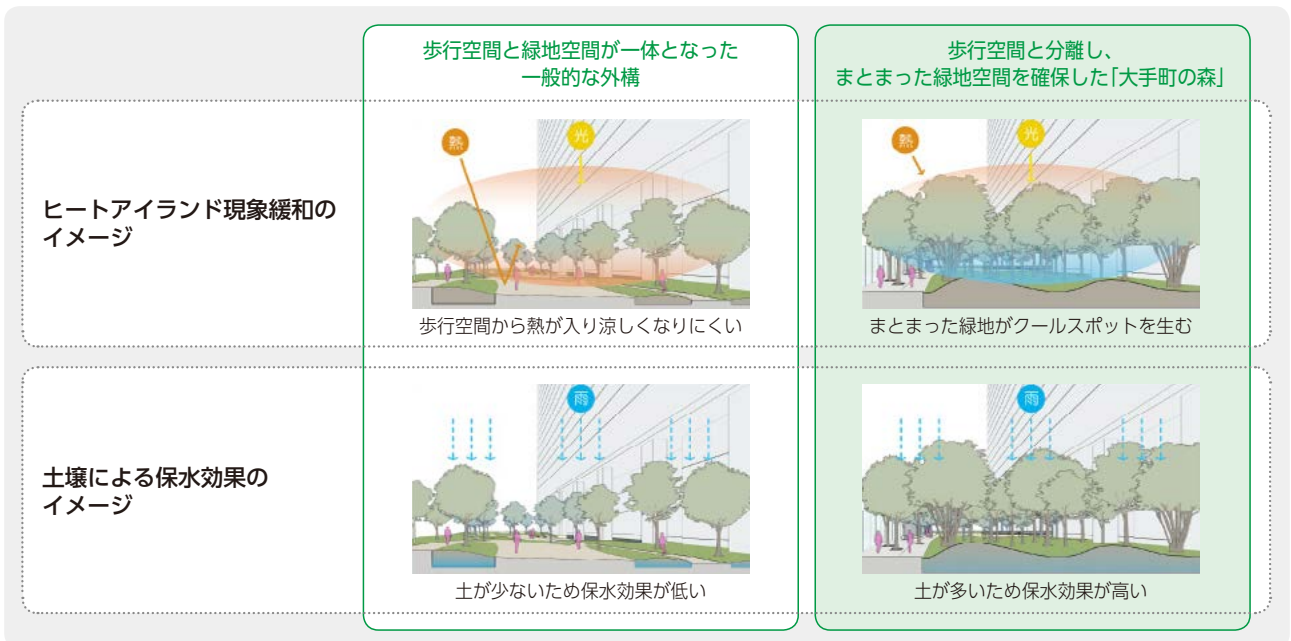 歩行空間と緑地空間が一体となった
一般的な外構
歩行空間と分離し、
まとまった緑地空間を確保した「大手町の森」
ヒートアイランド現象緩和の
イメージ
熱
光
歩行空間から熱が入り涼しくなりにくい
熱
光
まとまった緑地がクールスポットを生む
土壌による保水効果の
イメージ
雨
土が少ないため保水効果が低い
雨
土が多いため保水効果が高い